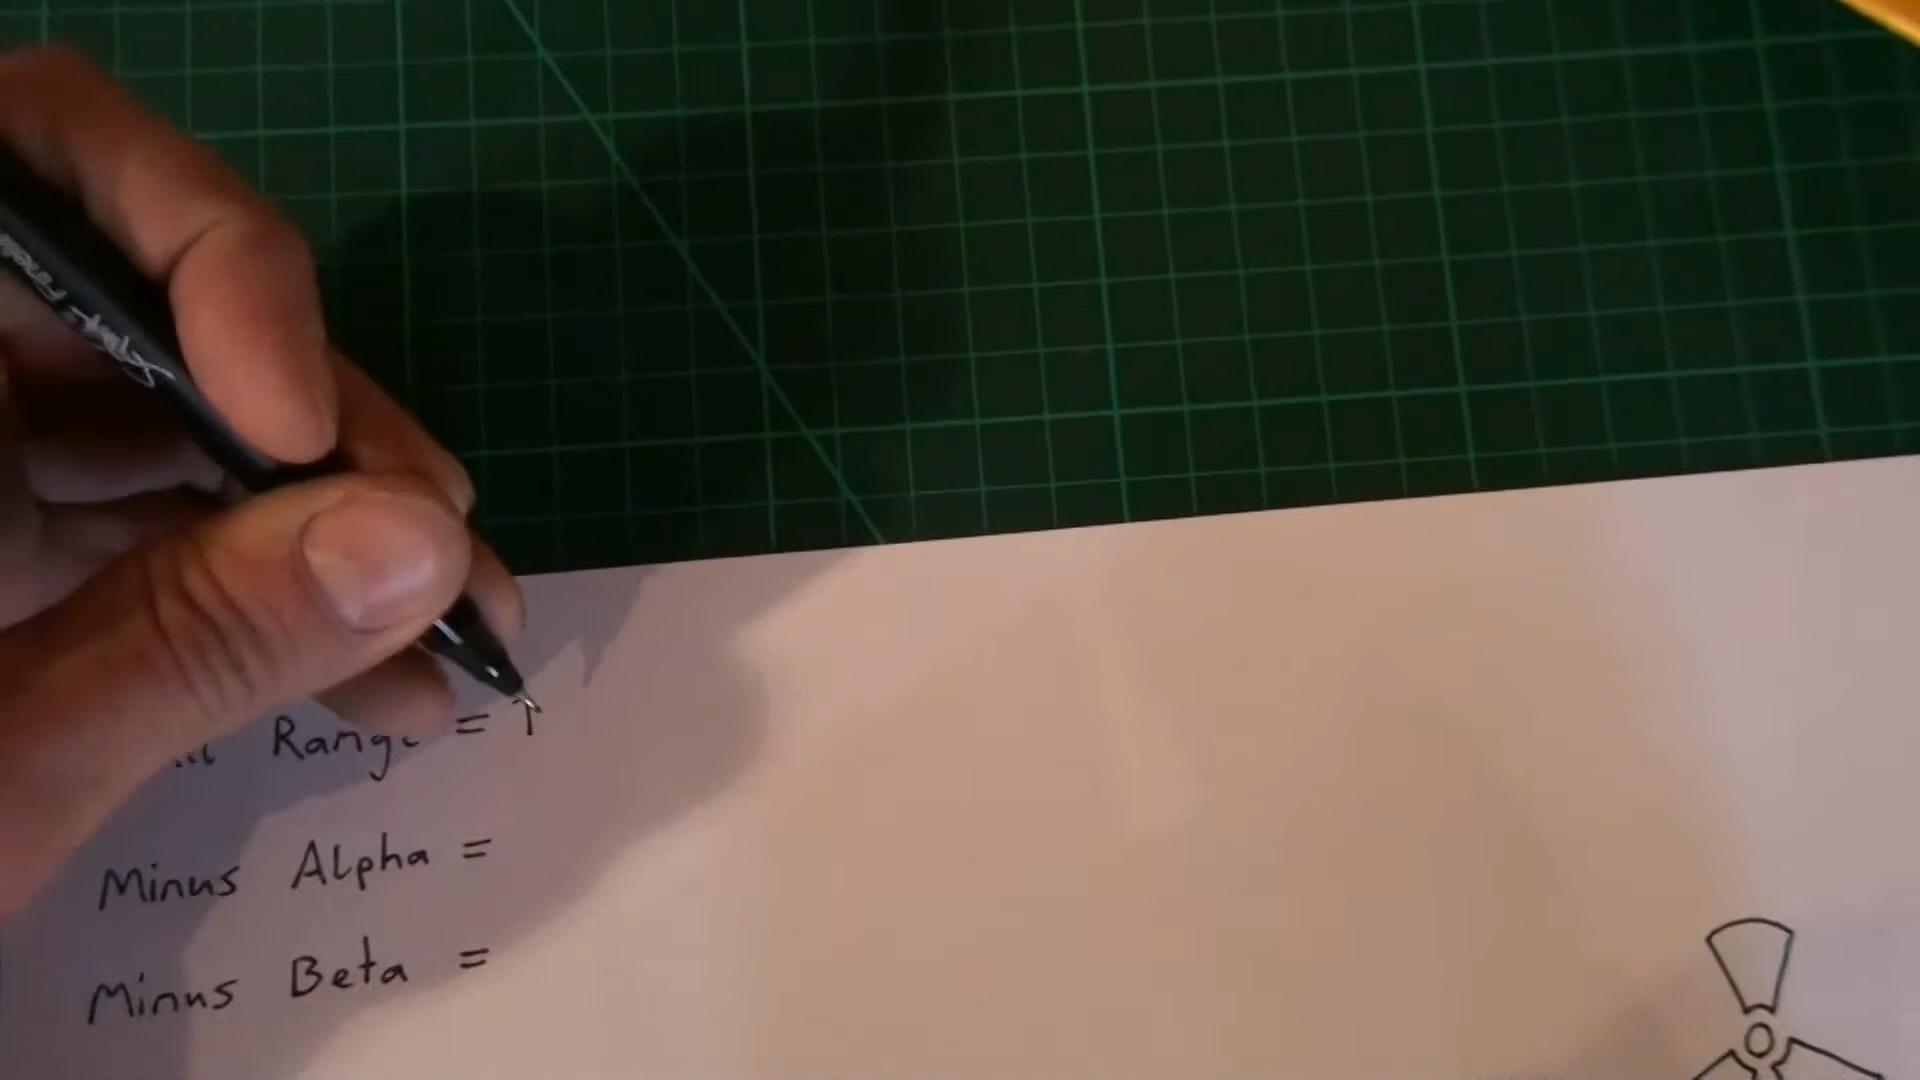 Range =
Minus Alpha =
Minus Beta =